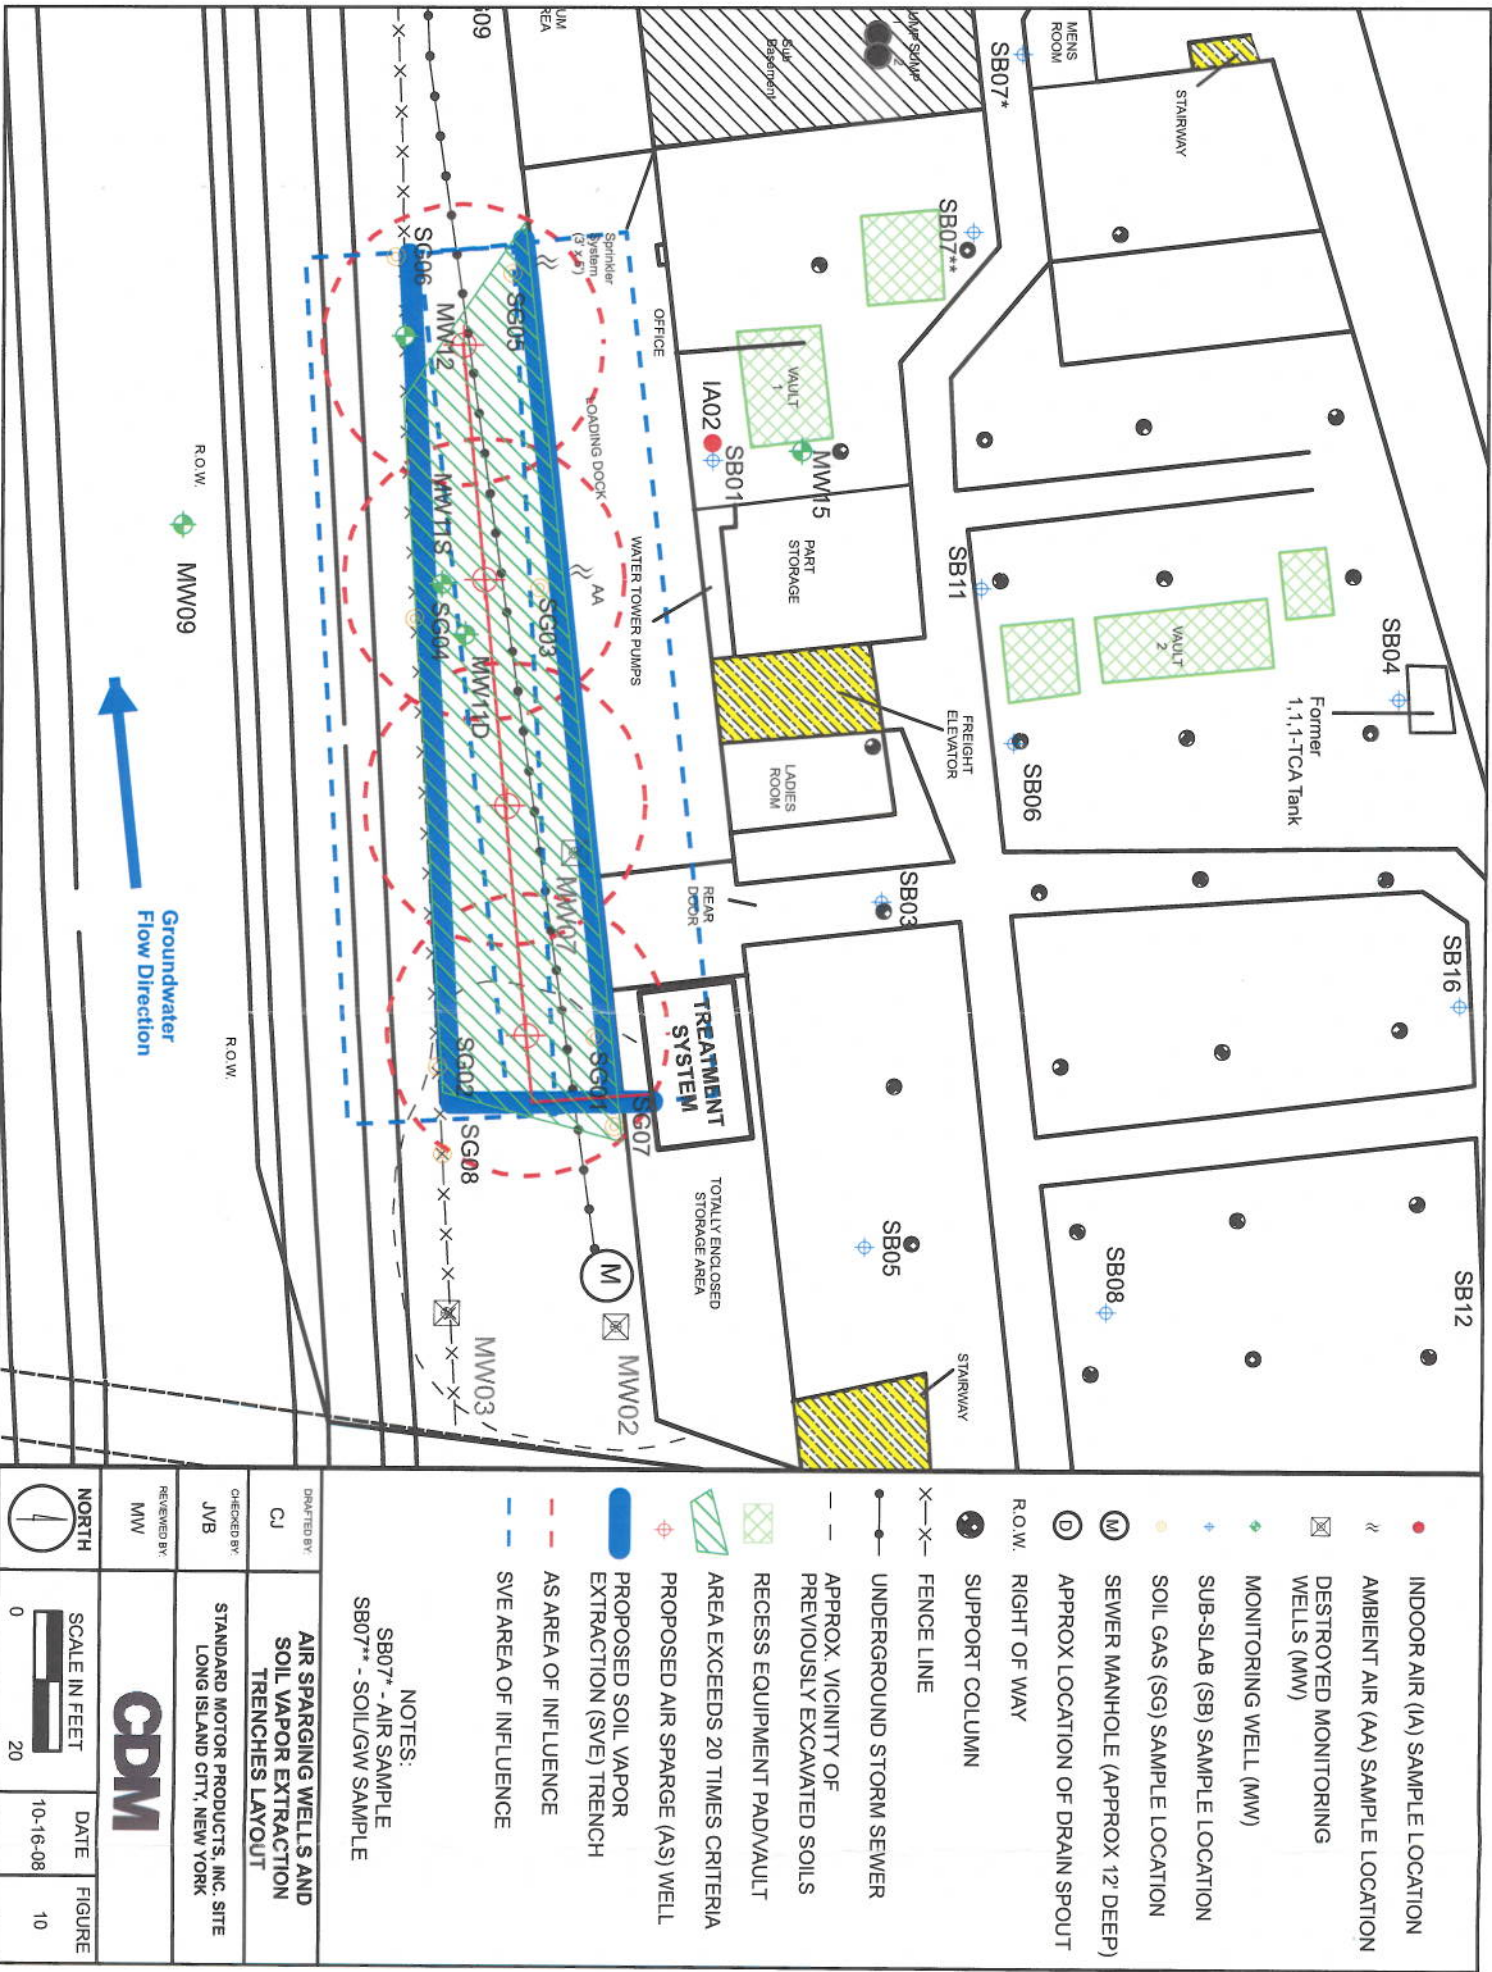 MENS
ROOM
STAIRWAY
SB07*
SUMP
2
Sub
Basement
SG09
SB07**
Sprinkler
System
(3' X 5')
OFFICE
VAULT
1
IA02
SB01
MW15
LOADING DOCK
WATER TOWER PUMPS
PART
STORAGE
SB11
FREIGHT
ELEVATOR
LADIES
ROOM
VAULT
2
SB04
Former
1,1,1-TCA Tank
SB06
SB03
REAR
DOOR
SB16
SG06
MW12
SG05
MW11S
SG04
MW11D
SG03
AA
MW07
TREATMENT
SYSTEM
SG02
SG01
SG07
SG08
TOTALLY ENCLOSED
STORAGE AREA
SB05
SB08
SB12
STAIRWAY
M
MW02
MW03
R.O.W.
MW09
R.O.W.
Groundwater
Flow Direction
INDOOR AIR (IA) SAMPLE LOCATION
AMBIENT AIR (AA) SAMPLE LOCATION
DESTROYED MONITORING
WELLS (MW)
MONITORING WELL (MW)
SUB-SLAB (SB) SAMPLE LOCATION
SOIL GAS (SG) SAMPLE LOCATION
M SEWER MANHOLE (APPROX 12' DEEP)
D APPROX LOCATION OF DRAIN SPOUT
R.O.W. RIGHT OF WAY
SUPPORT COLUMN
FENCE LINE
UNDERGROUND STORM SEWER
APPROX. VICINITY OF
PREVIOUSLY EXCAVATED SOILS
RECESS EQUIPMENT PAD/VAULT
AREA EXCEEDS 20 TIMES CRITERIA
PROPOSED AIR SPARGE (AS) WELL
PROPOSED SOIL VAPOR
EXTRACTION (SVE) TRENCH
AS AREA OF INFLUENCE
SVE AREA OF INFLUENCE
NOTES:
SB07* - AIR SAMPLE
SB07** - SOIL/GW SAMPLE
DRAFTED BY:
CJ
CHECKED BY:
JVB
REVIEWED BY:
MW
AIR SPARGING WELLS AND
SOIL VAPOR EXTRACTION
TRENCHES LAYOUT
STANDARD MOTOR PRODUCTS, INC. SITE
LONG ISLAND CITY, NEW YORK
CDM
NORTH
SCALE IN FEET
0 20
DATE
10-16-08
FIGURE
10